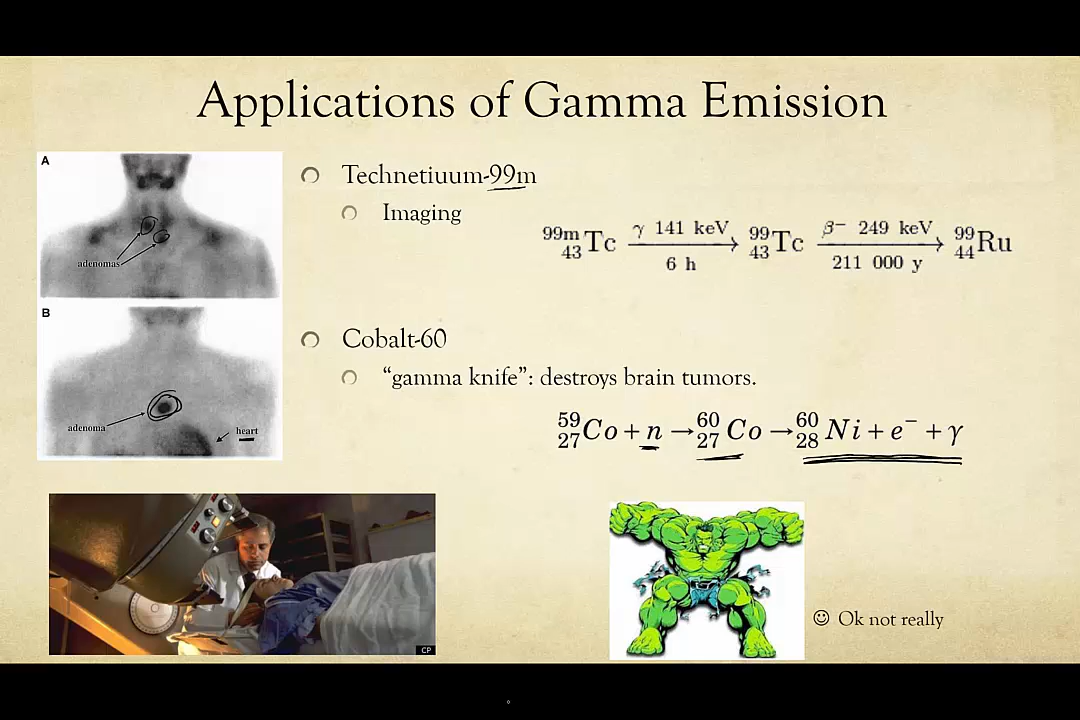 Applications of Gamma Emission
A
adenomas
B
adenoma
heart
Technetiuum-99m
Imaging
99m 43 Tc γ 141 keV 6 h → 99 43 Tc β− 249 keV 211 000 y → 99 44 Ru
Cobalt-60
“gamma knife”: destroys brain tumors.
59 27 Co + n → 60 27 Co → 60 28 Ni + e− + γ
CP
☺ Ok not really